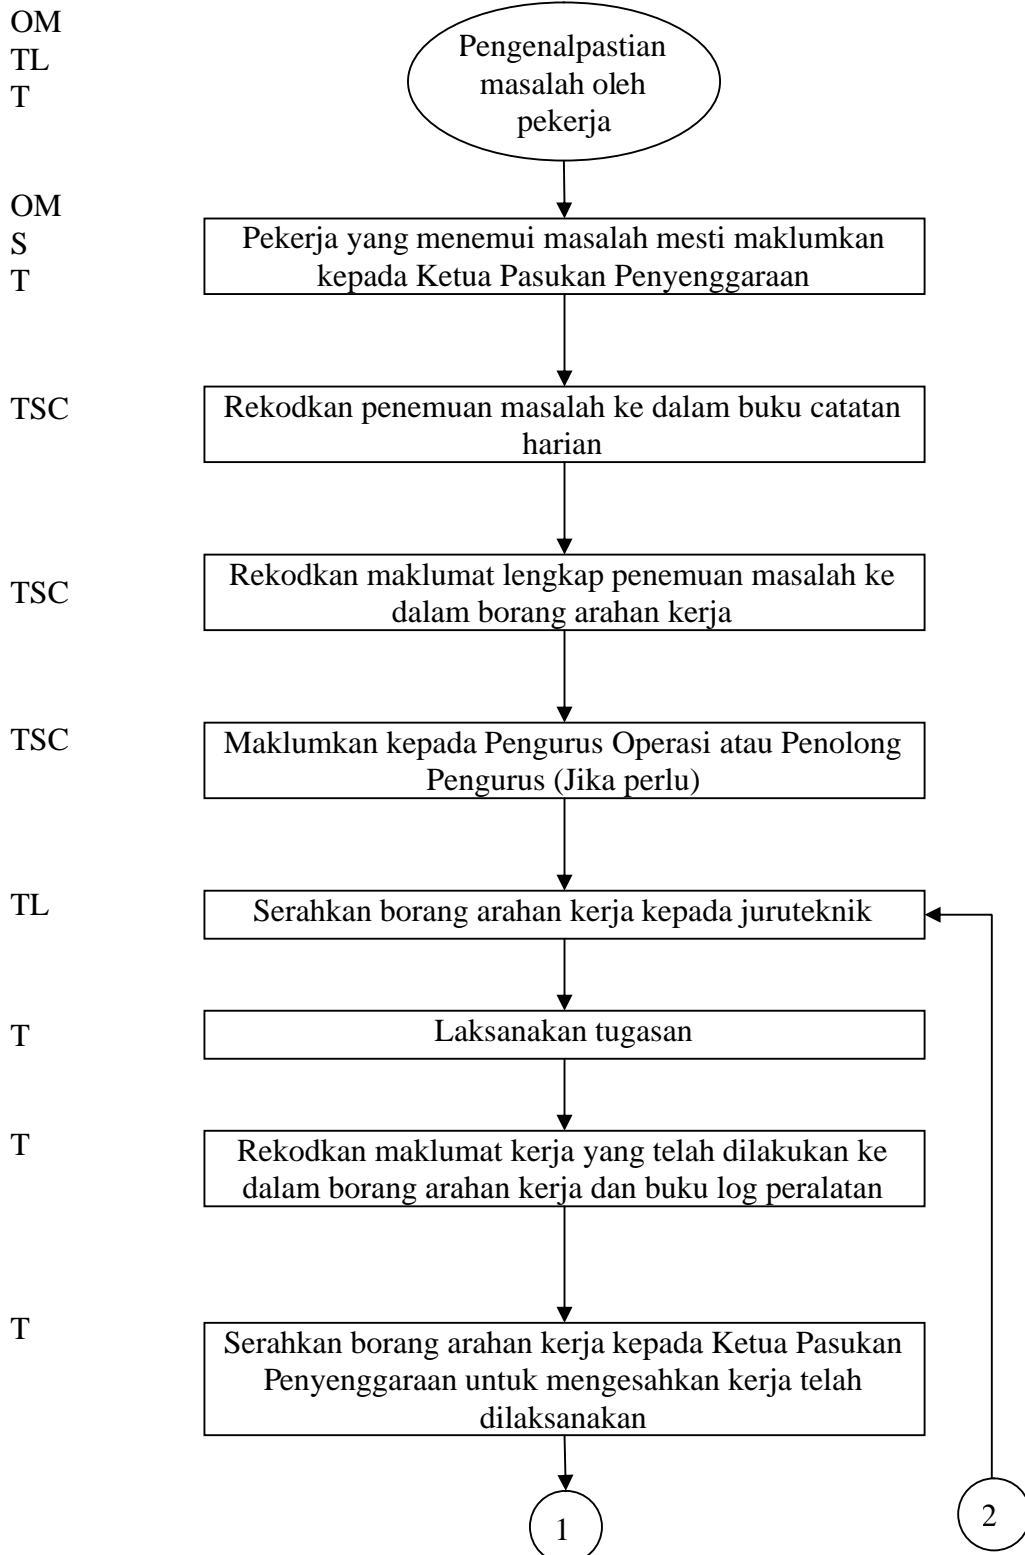 OM
TL
T
Pengenalpastian
masalah oleh
pekerja
OM
S
T
Pekerja yang menemui masalah mesti maklumkan
kepada Ketua Pasukan Penyenggaraan
TSC
Rekodkan penemuan masalah ke dalam buku catatan
harian
TSC
Rekodkan maklumat lengkap penemuan masalah ke
dalam borang arahan kerja
TSC
Maklumkan kepada Pengurus Operasi atau Penolong
Pengurus (Jika perlu)
TL
Serahkan borang arahan kerja kepada juruteknik
T
Laksanakan tugasan
T
Rekodkan maklumat kerja yang telah dilakukan ke
dalam borang arahan kerja dan buku log peralatan
T
Serahkan borang arahan kerja kepada Ketua Pasukan
Penyenggaraan untuk mengesahkan kerja telah
dilaksanakan
1
2